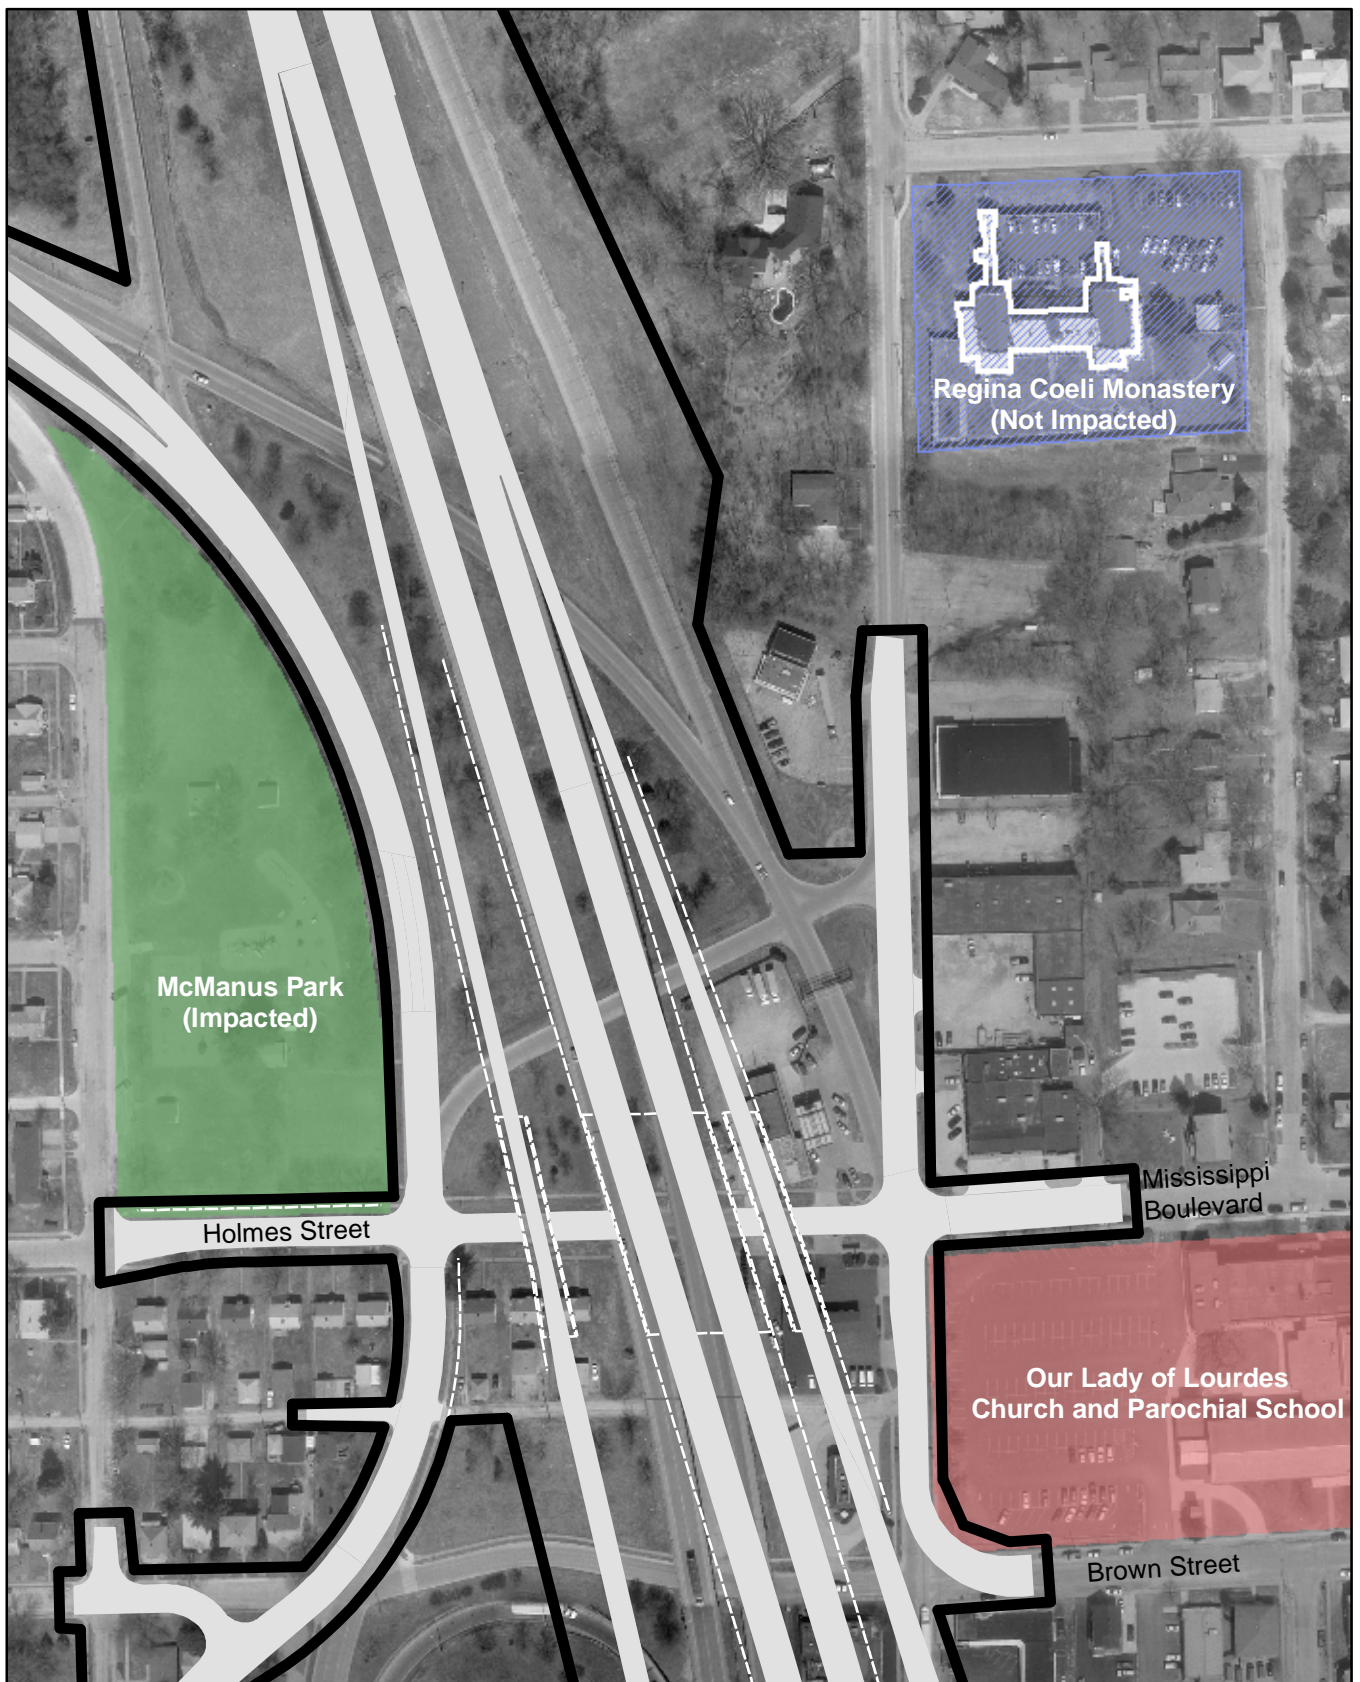 Regina Coeli Monastery
(Not Impacted)
McManus Park
(Impacted)
Mississippi
Boulevard
Holmes Street
Our Lady of Lourdes
Church and Parochial School
Brown Street